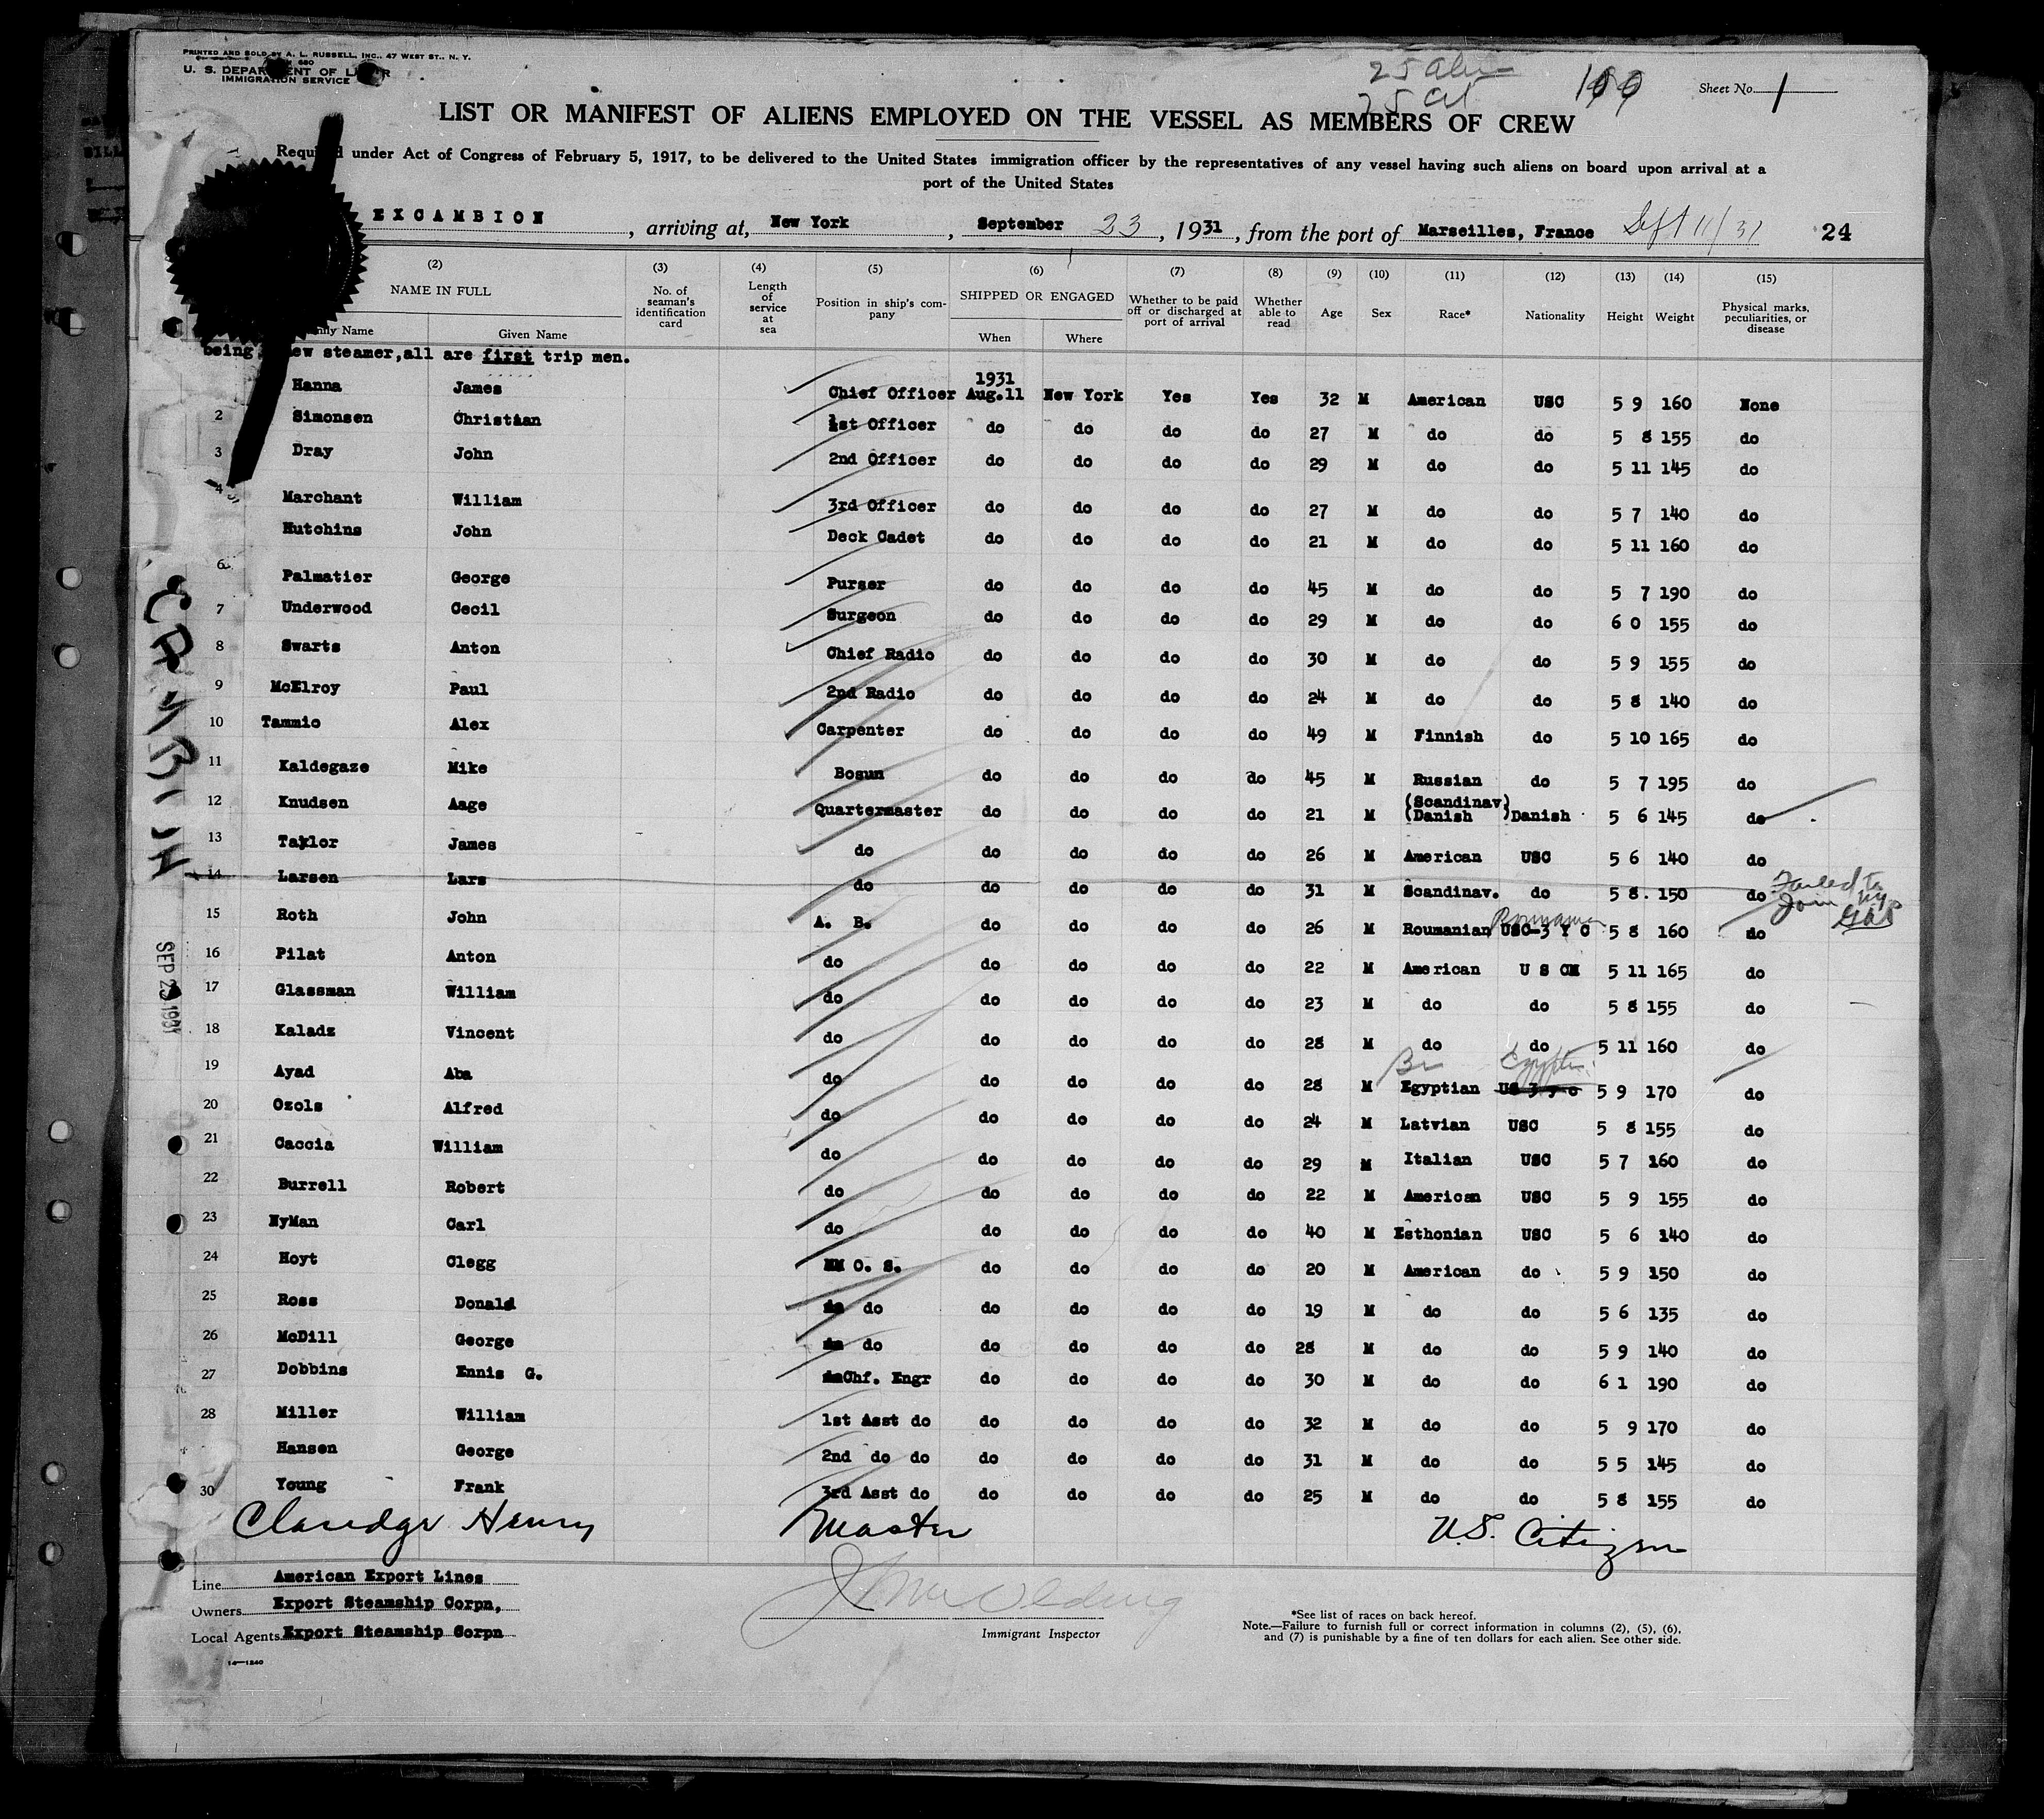 PRINTED AND SOLD BY A. L. RUSSELL, INC., 47 WEST ST., N. Y.
U. S. DEPARTMENT OF LABOR
IMMIGRATION SERVICE
25
Sheet No. 1
LIST OR MANIFEST OF ALIENS EMPLOYED ON THE VESSEL AS MEMBERS OF CREW
Required under Act of Congress of February 5, 1917, to be delivered to the United States immigration officer by the representatives of any vessel having such aliens on board upon arrival at a
port of the United States
EXCAMBION, arriving at, New York, September 23, 1931, from the port of Marseilles, France Sept 11/31 24
(2) (3) (4) (5) (6) (7) (8) (9) (10) (11) (12) (13) (14) (15)
NAME IN FULL No. of seaman's identification card Length of service at sea Position in ship's company SHIPPED OR ENGAGED Whether to be paid off or discharged at port of arrival Whether able to read Age Sex Race* Nationality Height Weight Physical marks, peculiarities, or disease
Family Name Given Name When Where
being new steamer,all are first trip men.
1931
Hanna James Chief Officer Aug.11 New York Yes Yes 32 M American USC 5 9 160 None
2 Simonsen Christian 1st Officer do do do do 27 M do do 5 8 155 do
3 Dray John 2nd Officer do do do do 29 M do do 5 11 145 do
4 Marchant William 3rd Officer do do do do 27 M do do 5 7 140 do
Hutchins John Deck Cadet do do do do 21 M do do 5 11 160 do
6 Palmatier George Purser do do do do 45 M do do 5 7 190 do
7 Underwood Cecil Surgeon do do do do 29 M do do 6 0 155 do
8 Swarts Anton Chief Radio do do do do 30 M do do 5 9 155 do
9 McElroy Paul 2nd Radio do do do do 24 M do do 5 8 140 do
10 Tammio Alex Carpenter do do do do 49 M Finnish do 5 10 165 do
11 Kaldegaze Mike Bosun do do do do 45 M Russian do 5 7 195 do
12 Knudsen Aage Quartermaster do do do do 21 M (Scandinav) (Danish ) Danish 5 6 145 do
13 Taylor James do do do do do 26 M American USC 5 6 140 do
14 Larsen Lars do do do do do 31 M Scandinav. do 5 8. 150 do Failed to Join
15 Roth John A. B. do do do do 26 M Roumanian USC-3 Y C Roumanian 5 8 160 do
16 Pilat Anton do do do do do 22 M American U S CM 5 11 165 do
17 Glassman William do do do do do 23 M do do 5 8 155 do
18 Kaladz Vincent do do do do do 28 M do do 5 11 160 do
19 Ayad Aba do do do do do 28 M Egyptian US 3 y c 5 9 170 do
20 Ozols Alfred do do do do do 24 M Latvian USC 5 8 155 do
21 Caccia William do do do do do 29 M Italian USC 5 7 160 do
22 Burrell Robert do do do do do 22 M American USC 5 9 155 do
23 NyMan Carl do do do do do 40 M Esthonian USC 5 6 140 do
24 Hoyt Clegg O. S. do do do do 20 M American do 5 9 150 do
25 Ross Donald do do do do do 19 M do do 5 6 135 do
26 McDill George do do do do do 28 M do do 5 9 140 do
27 Dobbins Ennis G. Chf. Engr do do do do 30 M do do 6 1 190 do
28 Miller William 1st Asst do do do do do 32 M do do 5 9 170 do
Hansen George 2nd do do do do do do 31 M do do 5 5 145 do
30 Young Frank 3rd Asst do do do do do 25 M do do 5 8 155 do
Claredge Henry Master U.S. Citizen
SEP 23 1931
Line American Export Lines
Owners Export Steamship Corpn,
Local Agents Export Steamship Corpn
Immigrant Inspector
*See list of races on back hereof.
Note.—Failure to furnish full or correct information in columns (2), (5), (6),
and (7) is punishable by a fine of ten dollars for each alien. See other side.
14—1240